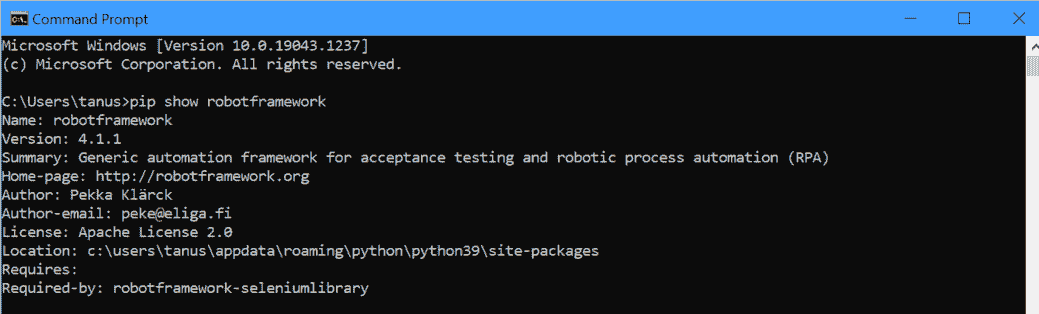 Command Prompt
Microsoft Windows [Version 10.0.19043.1237]
(c) Microsoft Corporation. All rights reserved.
C:\Users\tanus>pip show robotframework
Name: robotframework
Version: 4.1.1
Summary: Generic automation framework for acceptance testing and robotic process automation (RPA)
Home-page: http://robotframework.org
Author: Pekka Klärck
Author-email: peke@eliga.fi
License: Apache License 2.0
Location: c:\users\tanus\appdata\roaming\python\python39\site-packages
Requires:
Required-by: robotframework-seleniumlibrary